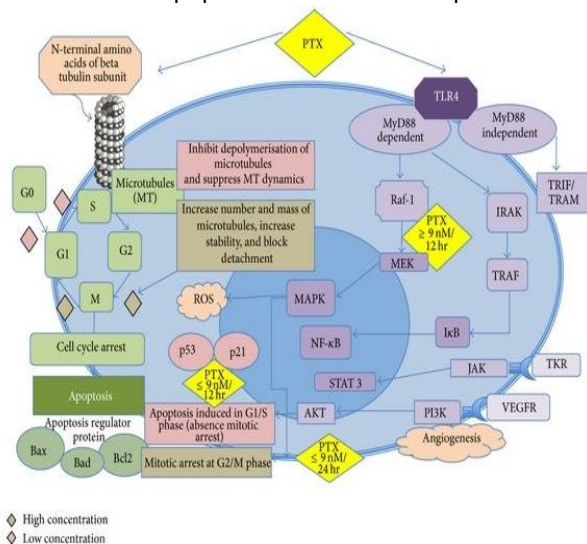 PTX
N-terminal amino
acids of beta
tubulin subunit
TLR4
MyD88
dependent
MyD88
independent
TRIF/
TRAM
Inhibit depolymerisation of
microtubules
and suppress MT dynamics
Microtubules
(MT)
Increase number and mass of
microtubules, increase
stability, and block
detachment
G0
S
G1
G2
M
Raf-1
PTX
≥ 9 nM/
12 hr
MEK
IRAK
TRAF
ROS
MAPK
NF-κB
IκB
Cell cycle arrest
p53
p21
PTX
≤ 9 nM/
12 hr
STAT 3
JAK
TKR
Apoptosis
Apoptosis induced in G1/S
phase (absence mitotic
arrest)
AKT
PI3K
VEGFR
Angiogenesis
Apoptosis regulator
protein
Bax
Bad
Bcl2
Mitotic arrest at G2/M phase
PTX
≤ 9 nM/
24 hr
High concentration
Low concentration